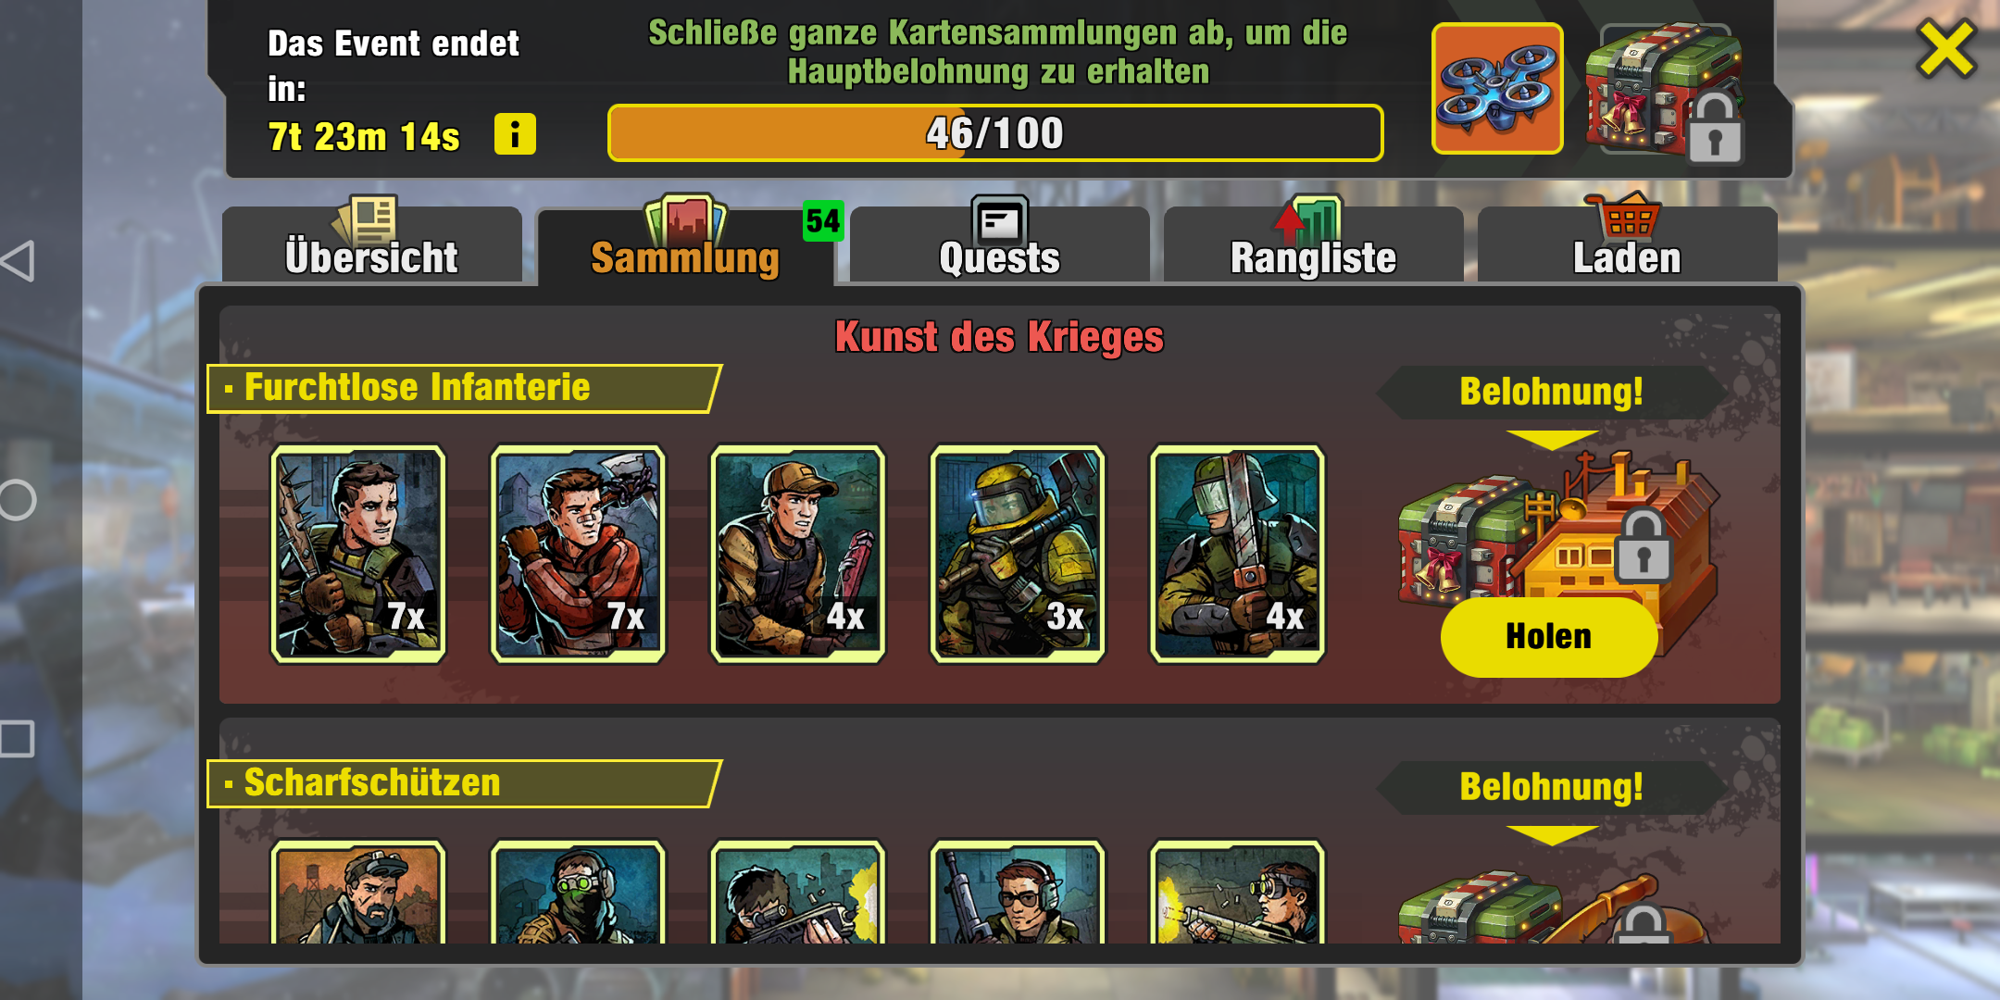 Das Event endet
in:
7t 23m 14s
i
Schließe ganze Kartensammlungen ab, um die
Hauptbelohnung zu erhalten
46/100
Übersicht
Sammlung
54
Quests
Rangliste
Laden
Kunst des Krieges
· Furchtlose Infanterie
Belohnung!
7x
7x
4x
3x
4x
Holen
· Scharfschützen
Belohnung!